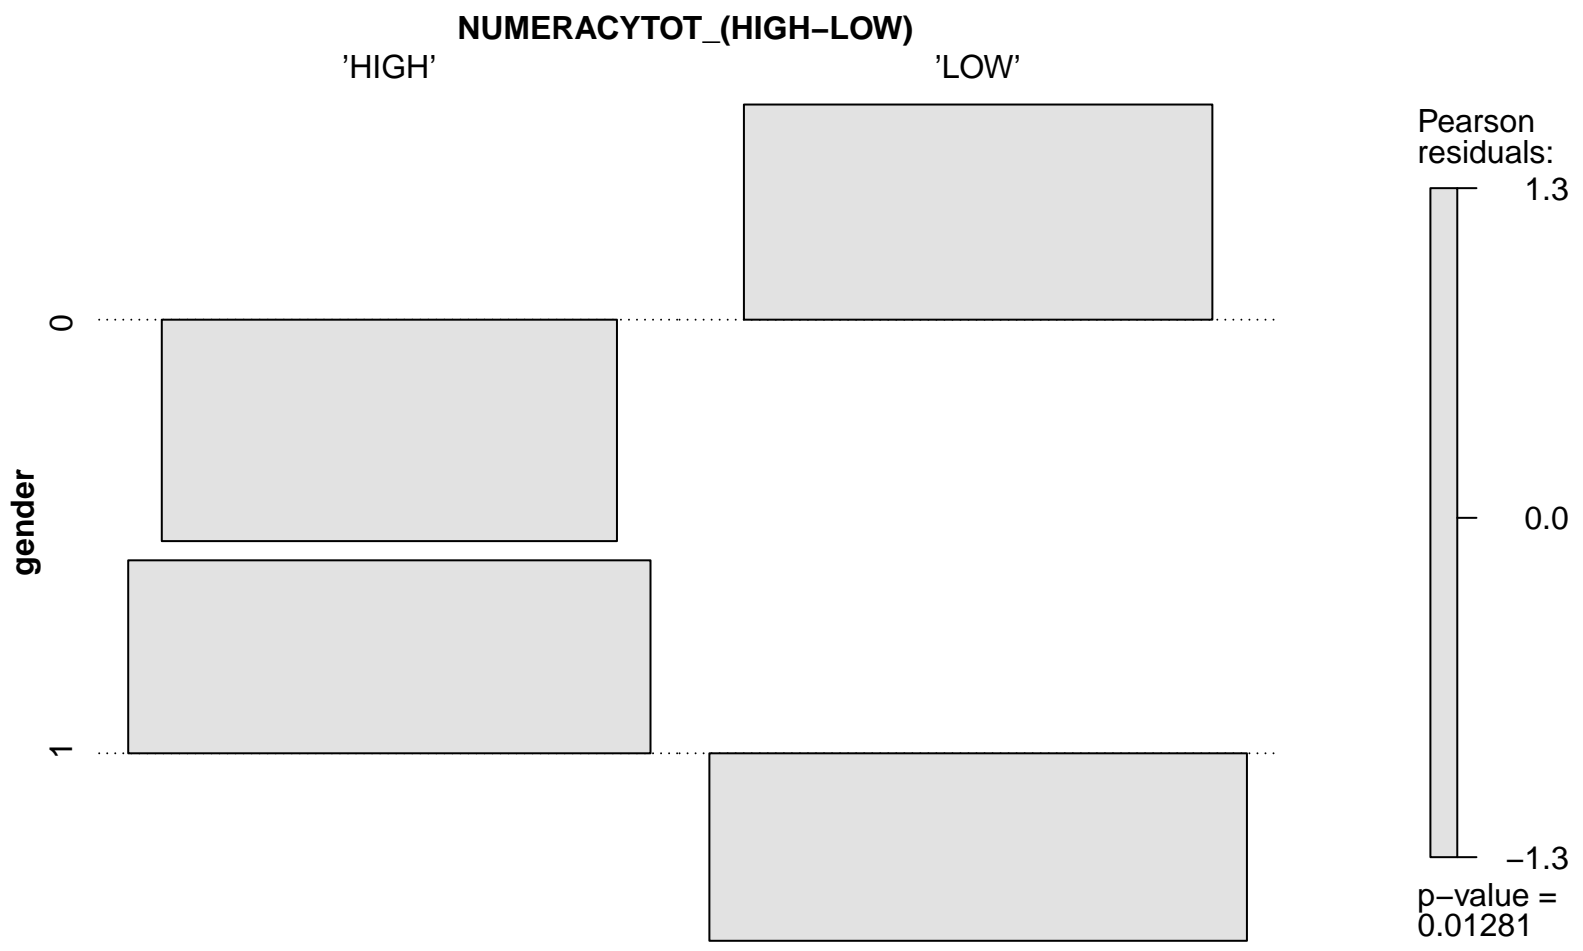 NUMERACYTOT_(HIGH−LOW)
’HIGH’ ’LOW’
gender
0
1
Pearson
residuals:
1.3
0.0
−1.3
p−value =
0.01281